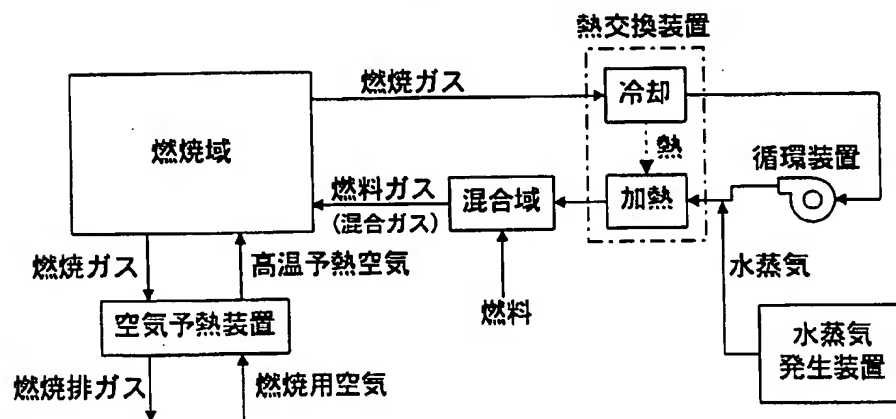 熱交換装置
燃焼ガス
冷却
燃焼域
熱
循環装置
燃料ガス
(混合ガス)
混合域
加熱
燃焼ガス
高温予熱空気
燃料
水蒸気
空気予熱装置
水蒸気
発生装置
燃焼排ガス
燃焼用空気